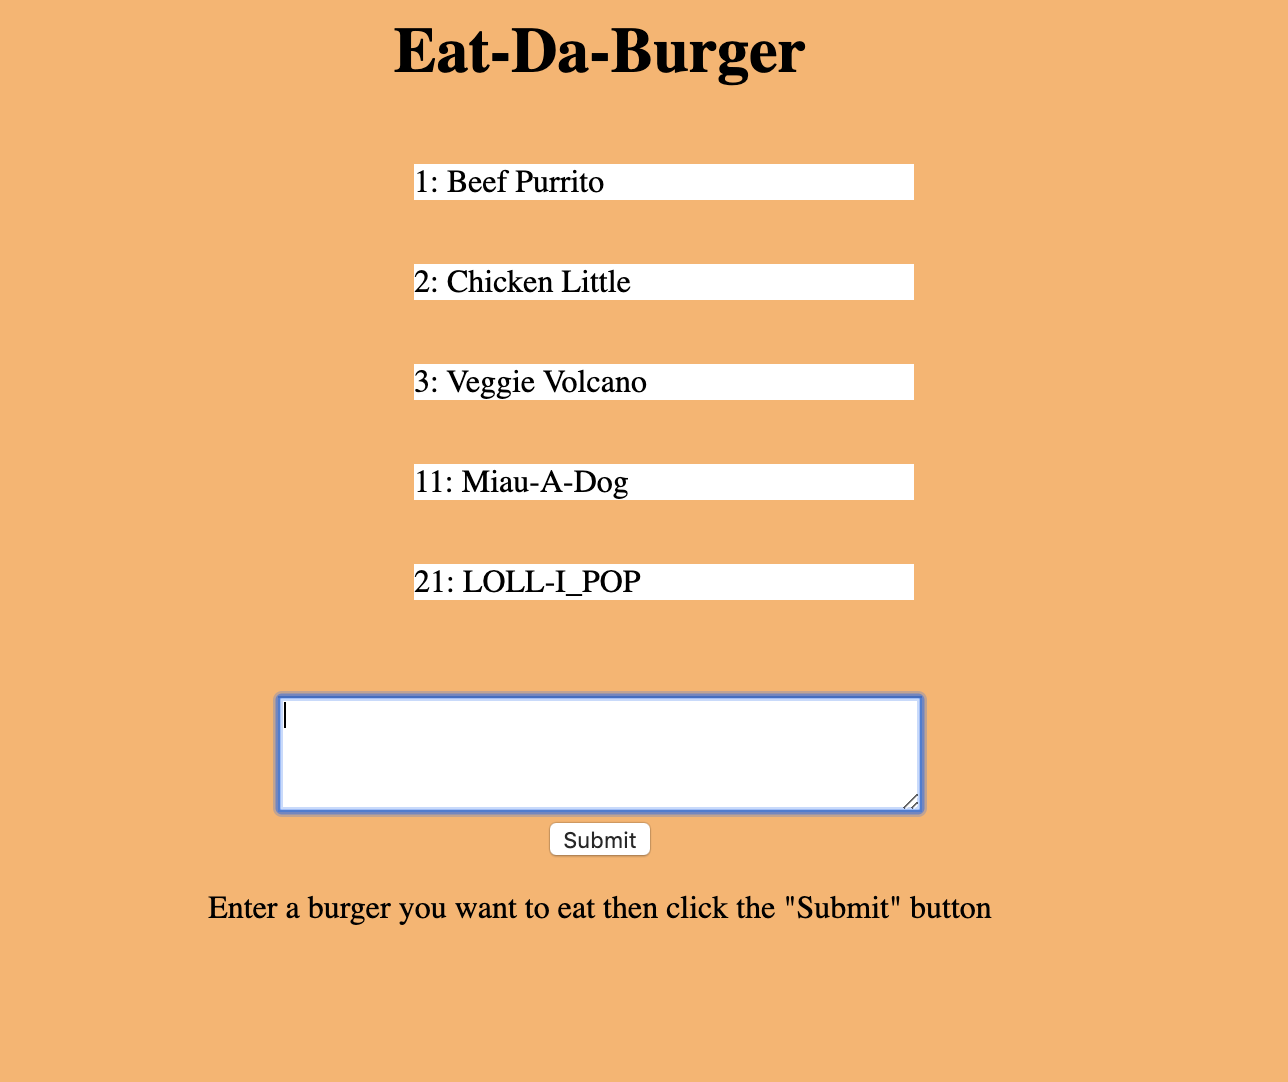 Eat-Da-Burger
1: Beef Purrito
2: Chicken Little
3: Veggie Volcano
11: Miau-A-Dog
21: LOLL-I_POP
Submit
Enter a burger you want to eat then click the "Submit" button